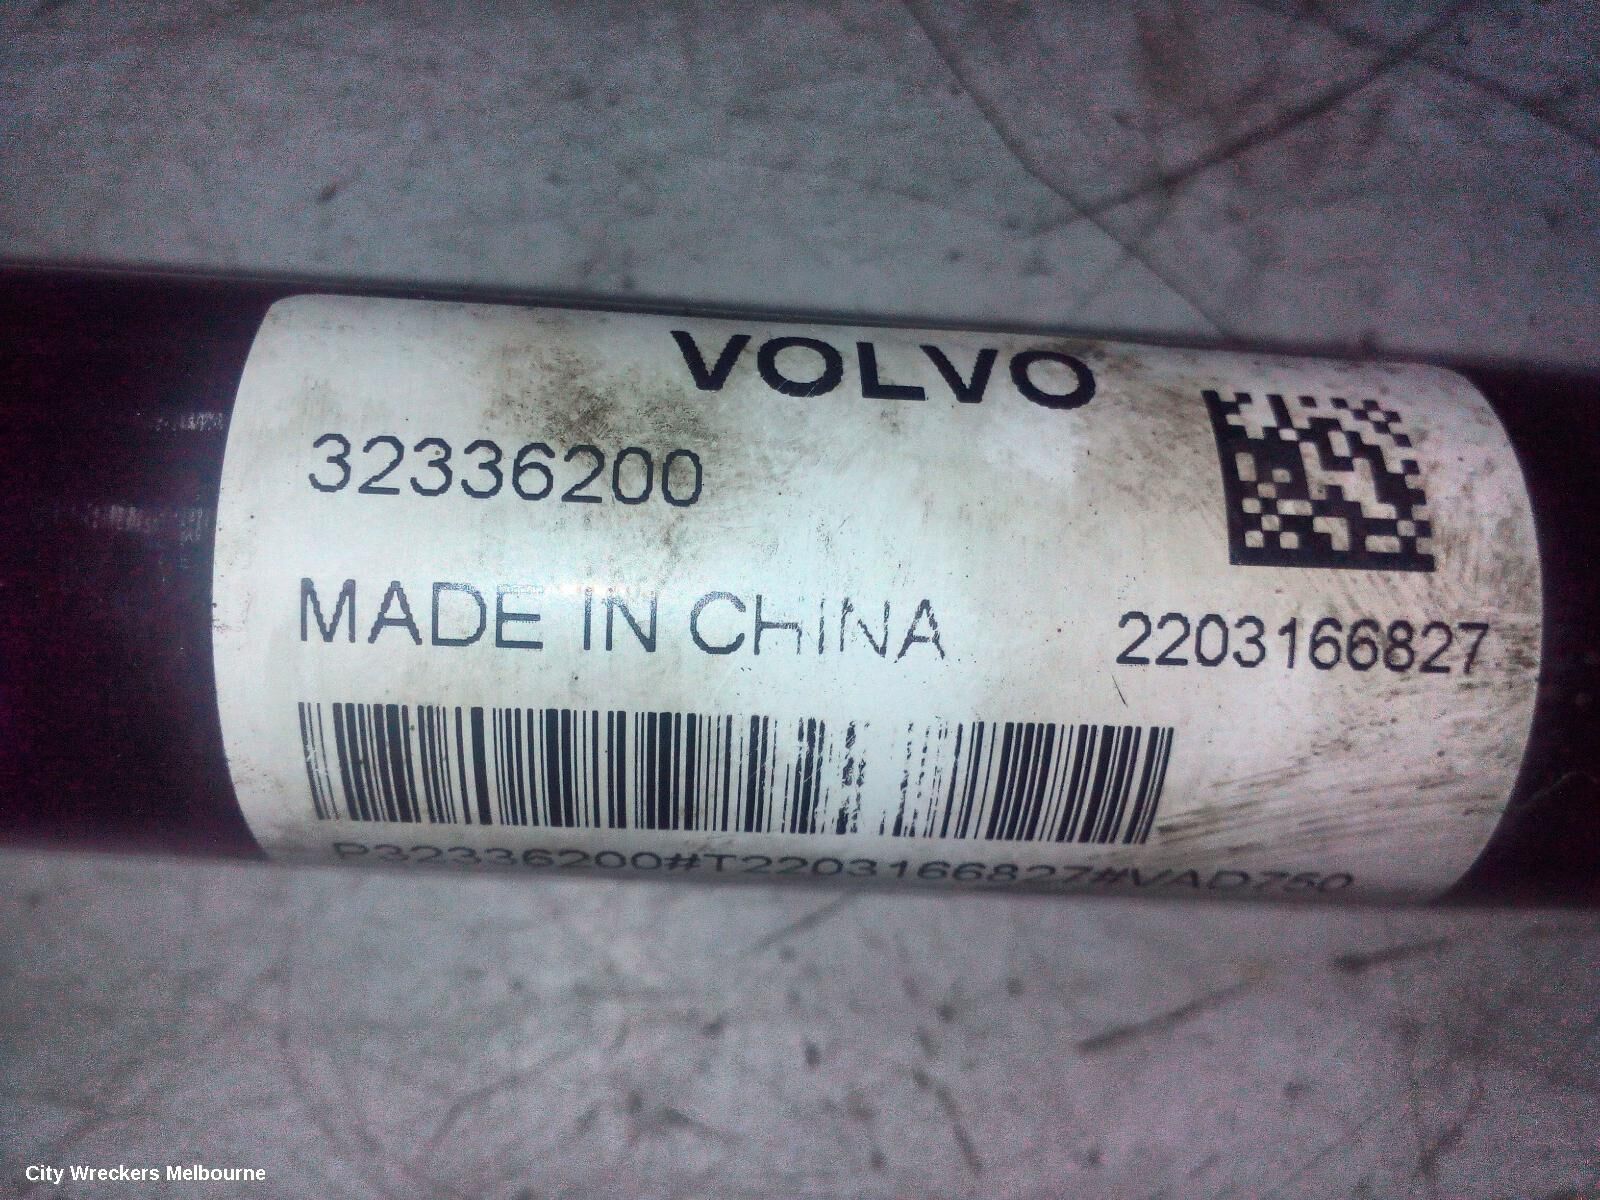 VOLVO
32336200
MADE IN CHINA
2203166827
P32336200#T2203166827#VAD750
City Wreckers Melbourne